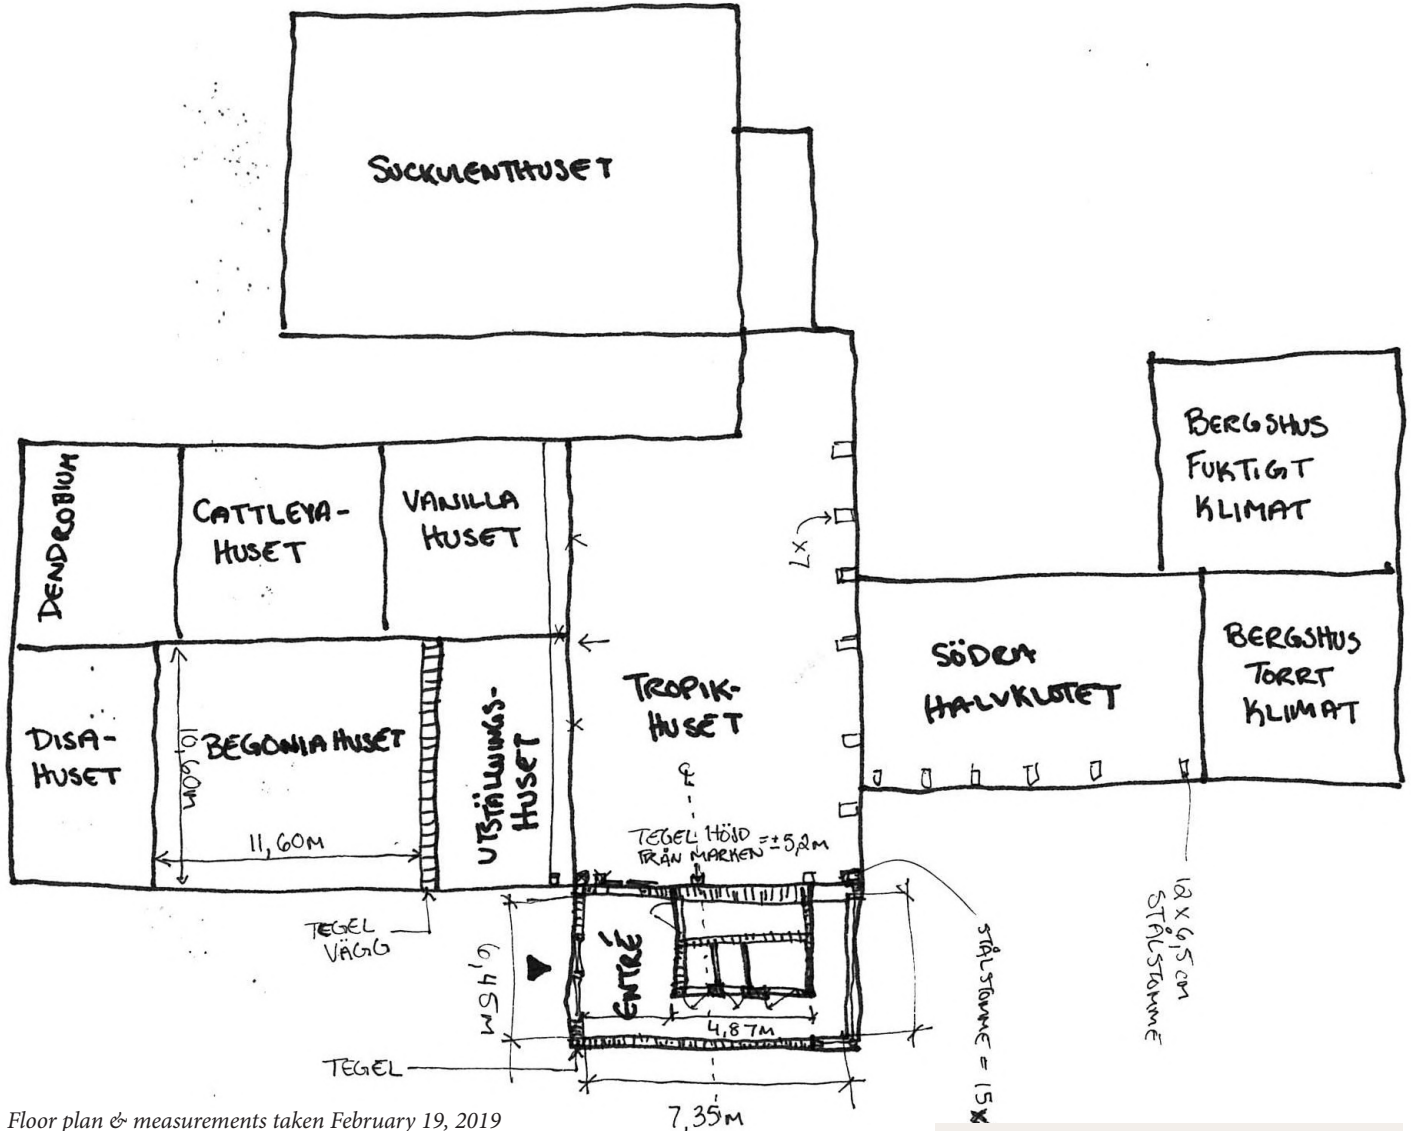 SUCKULENTHUSET
BERGSHUS
FUKTIGT
KLIMAT
DENDROBIUM
CATTLEYA-
HUSET
VANILLA
HUSET
x7
SÖDRA
HALVKLOTET
BERGSHUS
TORRT
KLIMAT
TROPIK-
HUSET
DISA-
HUSET
10,60m
BEGONIA HUSET
11,60M
UTSTÄLLNINGS-
HUSET
TEGEL HÖJD
FRÅN MARKEN =±5,2m
TEGEL
VÄGG
6,45m
ENTRÉ
4,87M
STÅLSTOMME = 15x
12 x 6,5 cm
STÅLSTOMME
TEGEL
7,35m
Floor plan & measurements taken February 19, 2019